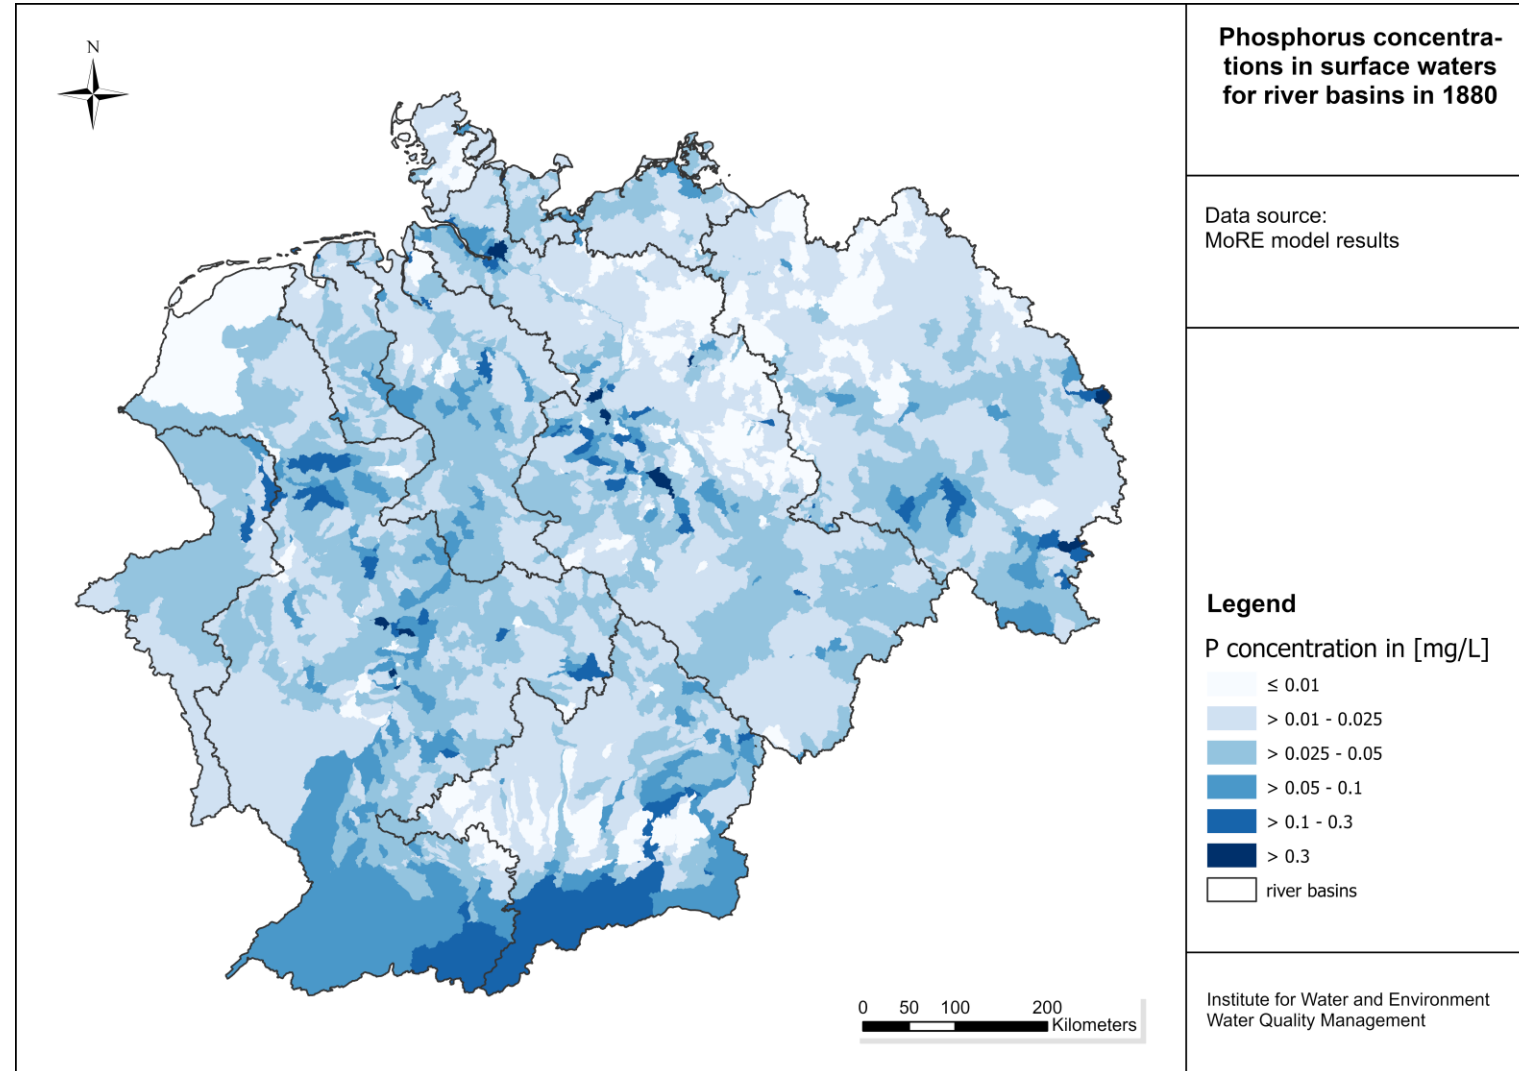 N
Phosphorus concentra-
tions in surface waters
for river basins in 1880
Data source:
MoRE model results
Legend
P concentration in [mg/L]
≤ 0.01
> 0.01 - 0.025
> 0.025 - 0.05
> 0.05 - 0.1
> 0.1 - 0.3
> 0.3
river basins
0 50 100 200
Kilometers
Institute for Water and Environment
Water Quality Management